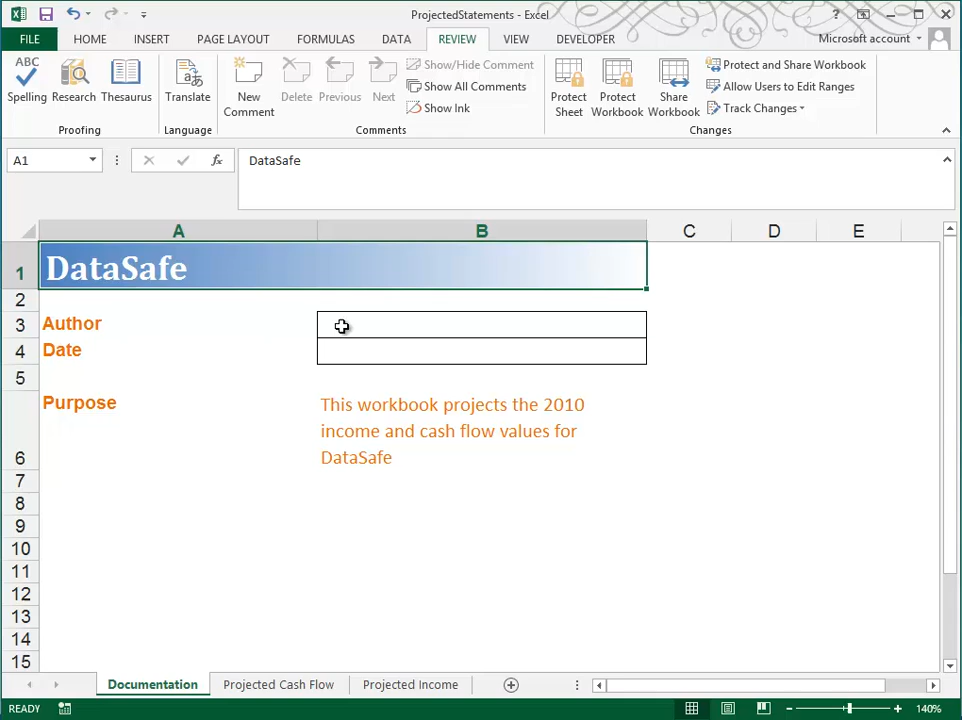 ProjectedStatements - Excel
?
FILE HOME INSERT PAGE LAYOUT FORMULAS DATA REVIEW VIEW DEVELOPER Microsoft account
ABC
Spelling Research Thesaurus
Proofing
Translate
Language
New Comment
Delete Previous Next
Show/Hide Comment
Show All Comments
Show Ink
Comments
Protect Sheet
Protect Workbook
Share Workbook
Protect and Share Workbook
Allow Users to Edit Ranges
Track Changes
Changes
A1 fx DataSafe
A B C D E
1 DataSafe
2
3 Author
4 Date
5
Purpose This workbook projects the 2010
income and cash flow values for
6 DataSafe
7
8
9
10
11
12
13
14
15
Documentation Projected Cash Flow Projected Income
READY 140%